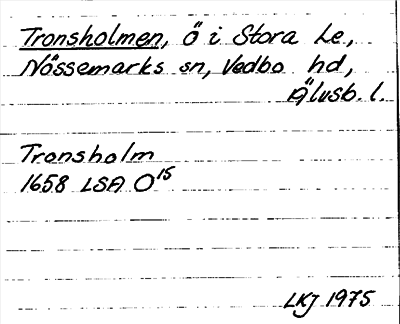 Tronsholmen, ö i Stora Le,
Nössemarks sn, Vedbo hd,
Älvsb. l.
Tronsholm
1658 LSA O¹⁵
LKJ 1975